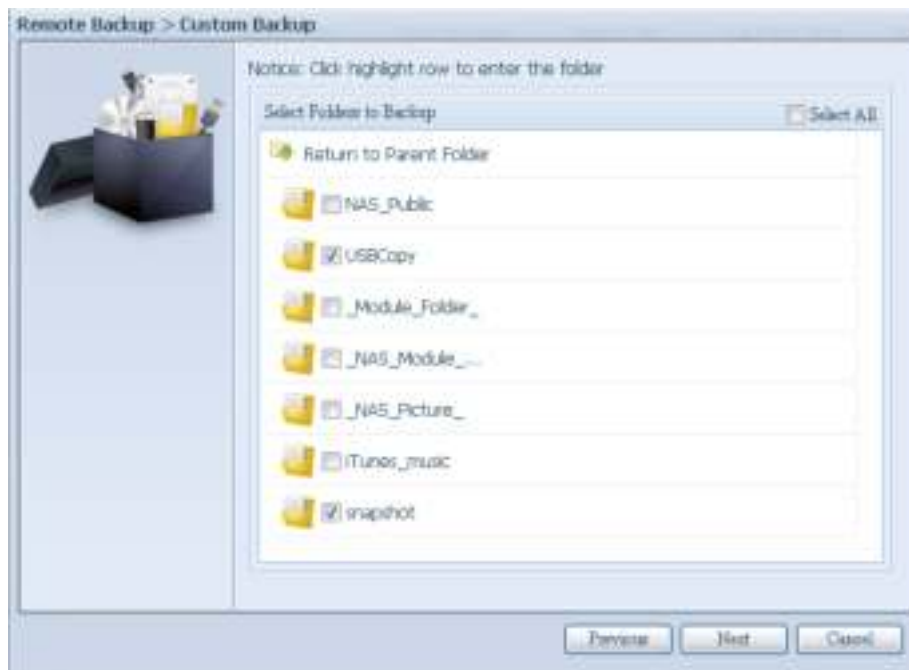 Remote Backup > Custom Backup
Notice: Click highlight row to enter the folder
Select Folders to Backup
Select All
Return to Parent Folder
NAS_Public
USBCopy
_Module_Folder_
_NAS_Module_...
_NAS_Picture_
iTunes_music
snapshot
Previous
Next
Cancel